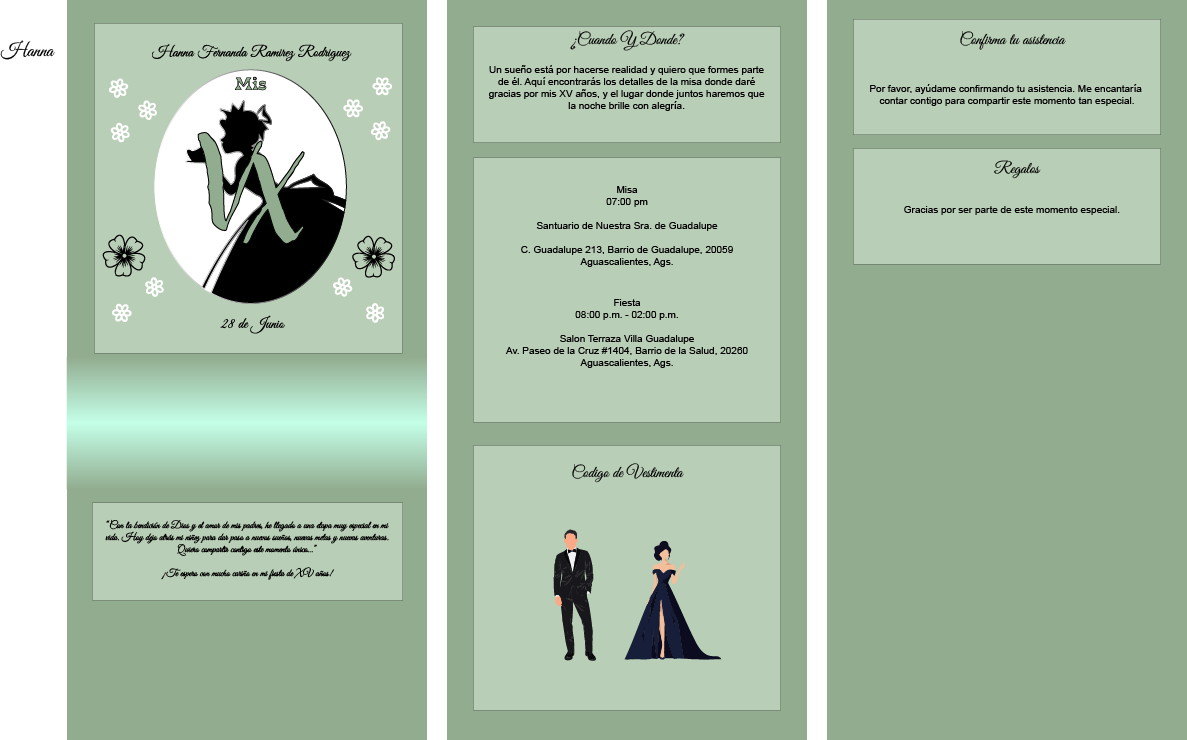 Hanna
Hanna Fernanda Ramirez Rodriguez
Mis
XV
28 de Junio
"Con la bendición de Dios y el amor de mis padres, he llegado a una etapa muy especial en mi
vida. Hoy dejo atrás mi niñez para dar paso a nuevos sueños, nuevas metas y nuevas aventuras.
Quiero compartir contigo este momento único..."
¡Te espero con mucho cariño en mi fiesta de XV años!
¿Cuando Y Donde?
Un sueño está por hacerse realidad y quiero que formes parte
de él. Aquí encontrarás los detalles de la misa donde daré
gracias por mis XV años, y el lugar donde juntos haremos que
la noche brille con alegría.
Misa
07:00 pm
Santuario de Nuestra Sra. de Guadalupe
C. Guadalupe 213, Barrio de Guadalupe, 20059
Aguascalientes, Ags.
Fiesta
08:00 p.m. - 02:00 p.m.
Salon Terraza Villa Guadalupe
Av. Paseo de la Cruz #1404, Barrio de la Salud, 20260
Aguascalientes, Ags.
Codigo de Vestimenta
Confirma tu asistencia
Por favor, ayúdame confirmando tu asistencia. Me encantaría
contar contigo para compartir este momento tan especial.
Regalos
Gracias por ser parte de este momento especial.